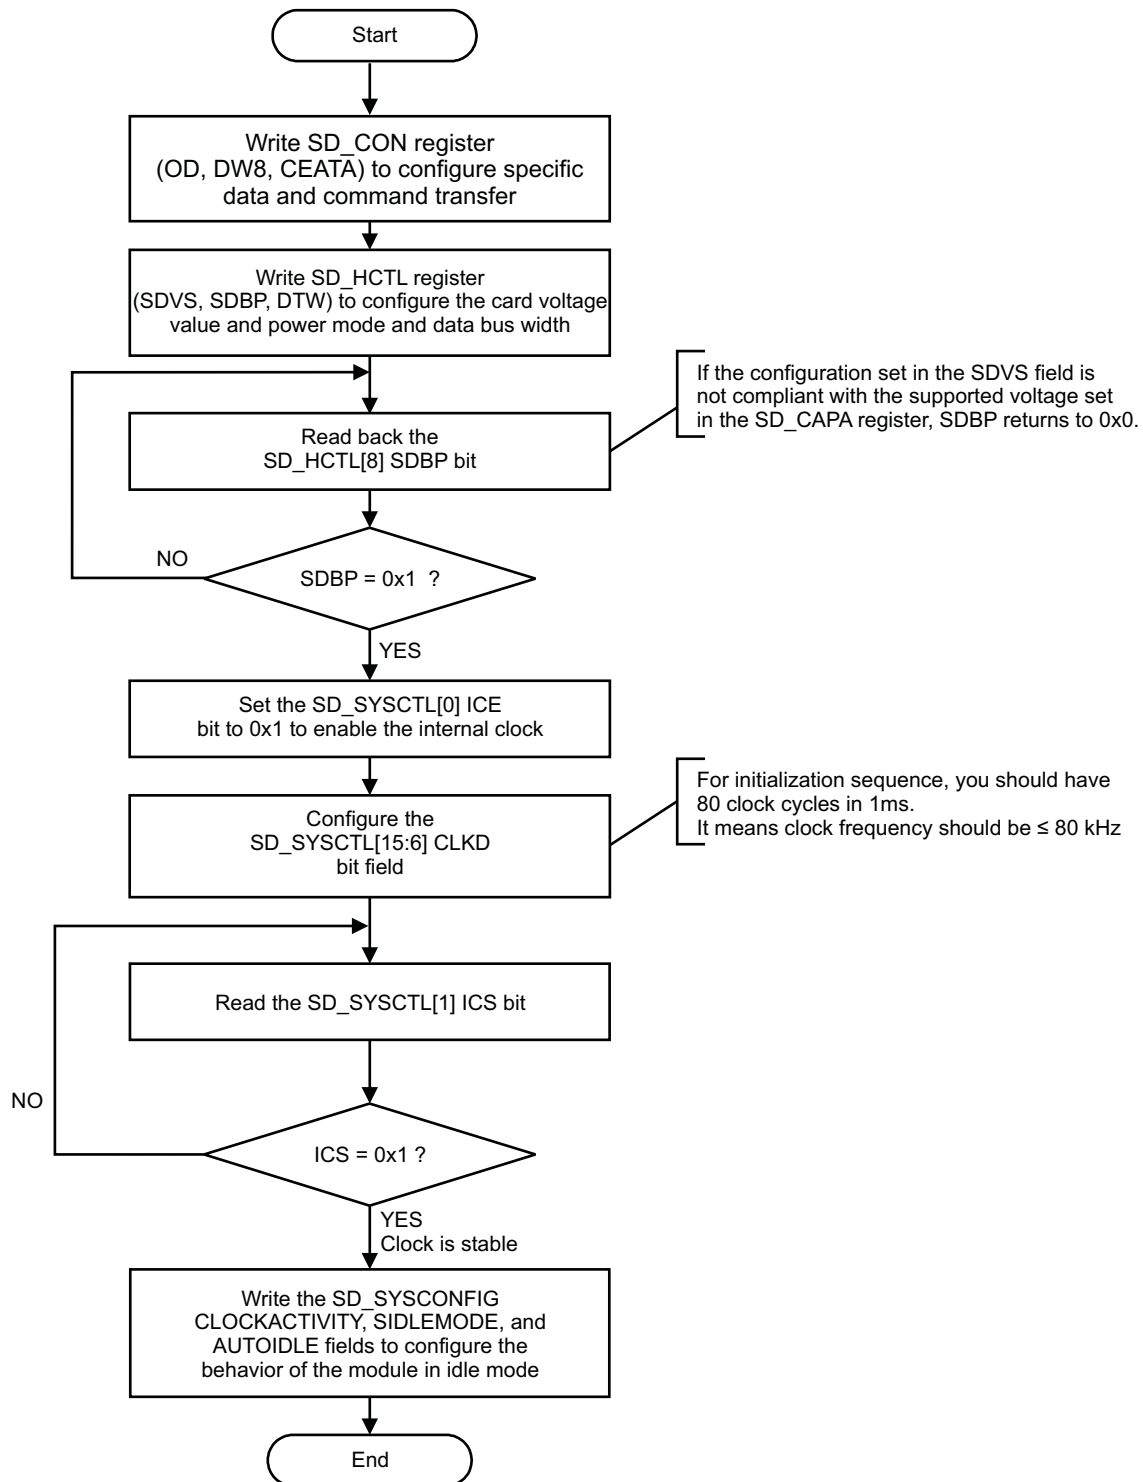 Start
Write SD_CON register
(OD, DW8, CEATA) to configure specific
data and command transfer
Write SD_HCTL register
(SDVS, SDBP, DTW) to configure the card voltage
value and power mode and data bus width
If the configuration set in the SDVS field is
not compliant with the supported voltage set
in the SD_CAPA register, SDBP returns to 0x0.
Read back the
SD_HCTL[8] SDBP bit
NO
SDBP = 0x1 ?
YES
Set the SD_SYSCTL[0] ICE
bit to 0x1 to enable the internal clock
For initialization sequence, you should have
80 clock cycles in 1ms.
It means clock frequency should be ≤ 80 kHz
Configure the
SD_SYSCTL[15:6] CLKD
bit field
Read the SD_SYSCTL[1] ICS bit
NO
ICS = 0x1 ?
YES
Clock is stable
Write the SD_SYSCONFIG
CLOCKACTIVITY, SIDLEMODE, and
AUTOIDLE fields to configure the
behavior of the module in idle mode
End